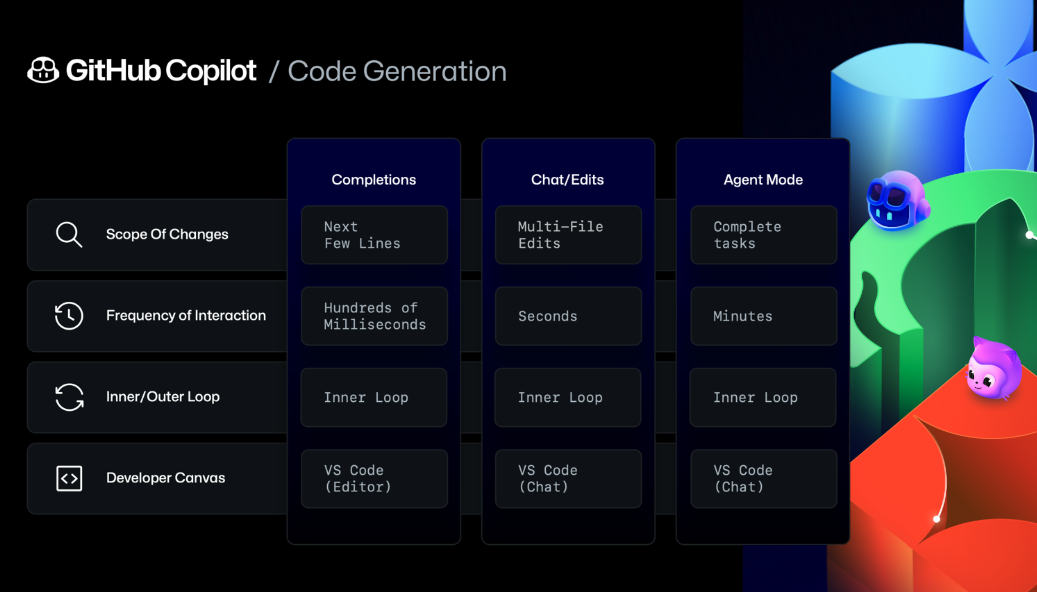 GitHub Copilot / Code Generation
Completions
Chat/Edits
Agent Mode
Scope Of Changes
Next
Few Lines
Multi-File
Edits
Complete
tasks
Frequency of Interaction
Hundreds of
Milliseconds
Seconds
Minutes
Inner/Outer Loop
Inner Loop
Inner Loop
Inner Loop
Developer Canvas
VS Code
(Editor)
VS Code
(Chat)
VS Code
(Chat)